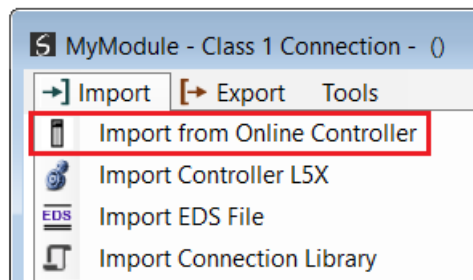 MyModule - Class 1 Connection - ()
Import Export Tools
Import from Online Controller
Import Controller L5X
EDS Import EDS File
Import Connection Library